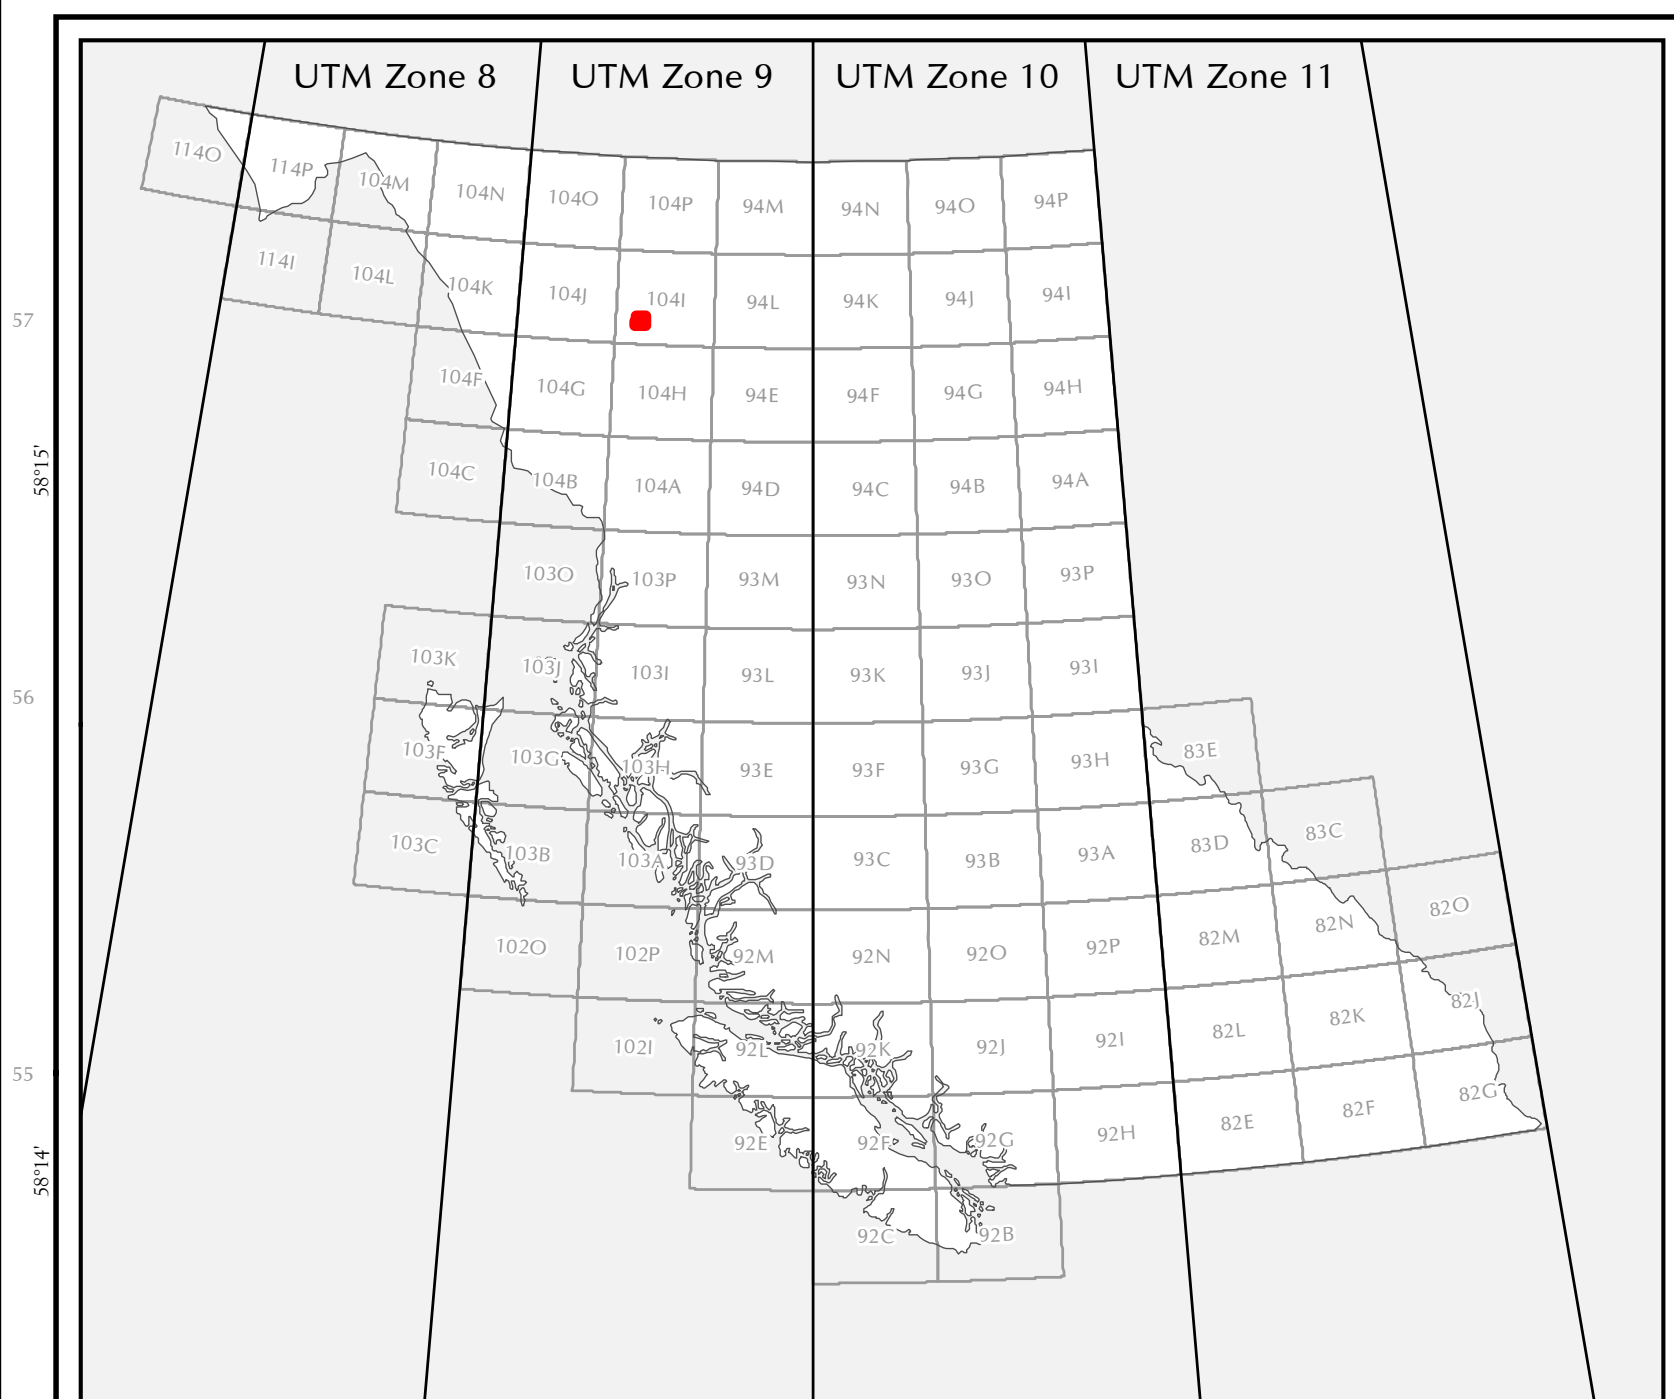 UTM Zone 8 UTM Zone 9 UTM Zone 10 UTM Zone 11
114O 114P 104M 104N 104O 104P 94M 94N 94O 94P
114I 104L 104K 104J 104I 94L 94K 94J 94I
57
104F 104G 104H 94E 94F 94G 94H
58°15'
104C 104B 104A 94D 94C 94B 94A
103O 103P 93M 93N 93O 93P
103K 103J 103I 93L 93K 93J 93I
56
103F 103G 103H 93E 93F 93G 93H 83E
103C 103B 103A 93D 93C 93B 93A 83D 83C
102O 102P 92M 92N 92O 92P 82M 82N 82O
102I 92L 92K 92J 92I 82L 82K 82J
55
92E 92F 92G 92H 82E 82F 82G
58°14'
92C 92B